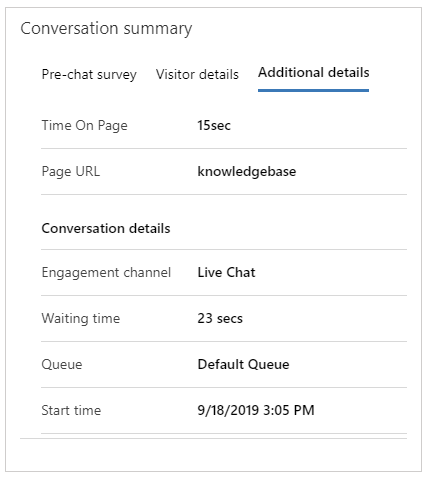 Conversation summary
Pre-chat survey Visitor details Additional details
Time On Page 15sec
Page URL knowledgebase
Conversation details
Engagement channel Live Chat
Waiting time 23 secs
Queue Default Queue
Start time 9/18/2019 3:05 PM